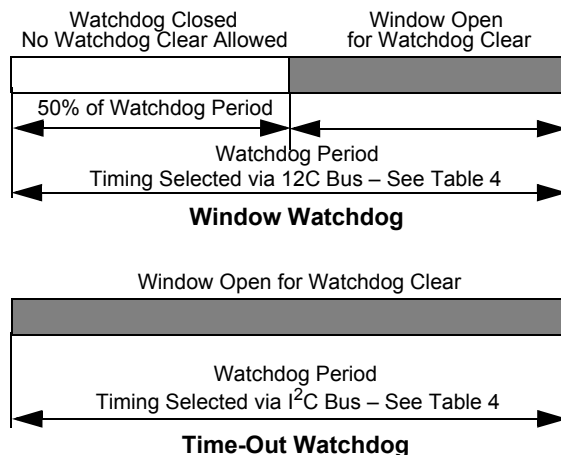 Watchdog Closed
No Watchdog Clear Allowed
Window Open
for Watchdog Clear
50% of Watchdog Period
Watchdog Period
Timing Selected via 12C Bus – See Table 4
Window Watchdog
Window Open for Watchdog Clear
Watchdog Period
Timing Selected via I²C Bus – See Table 4
Time-Out Watchdog